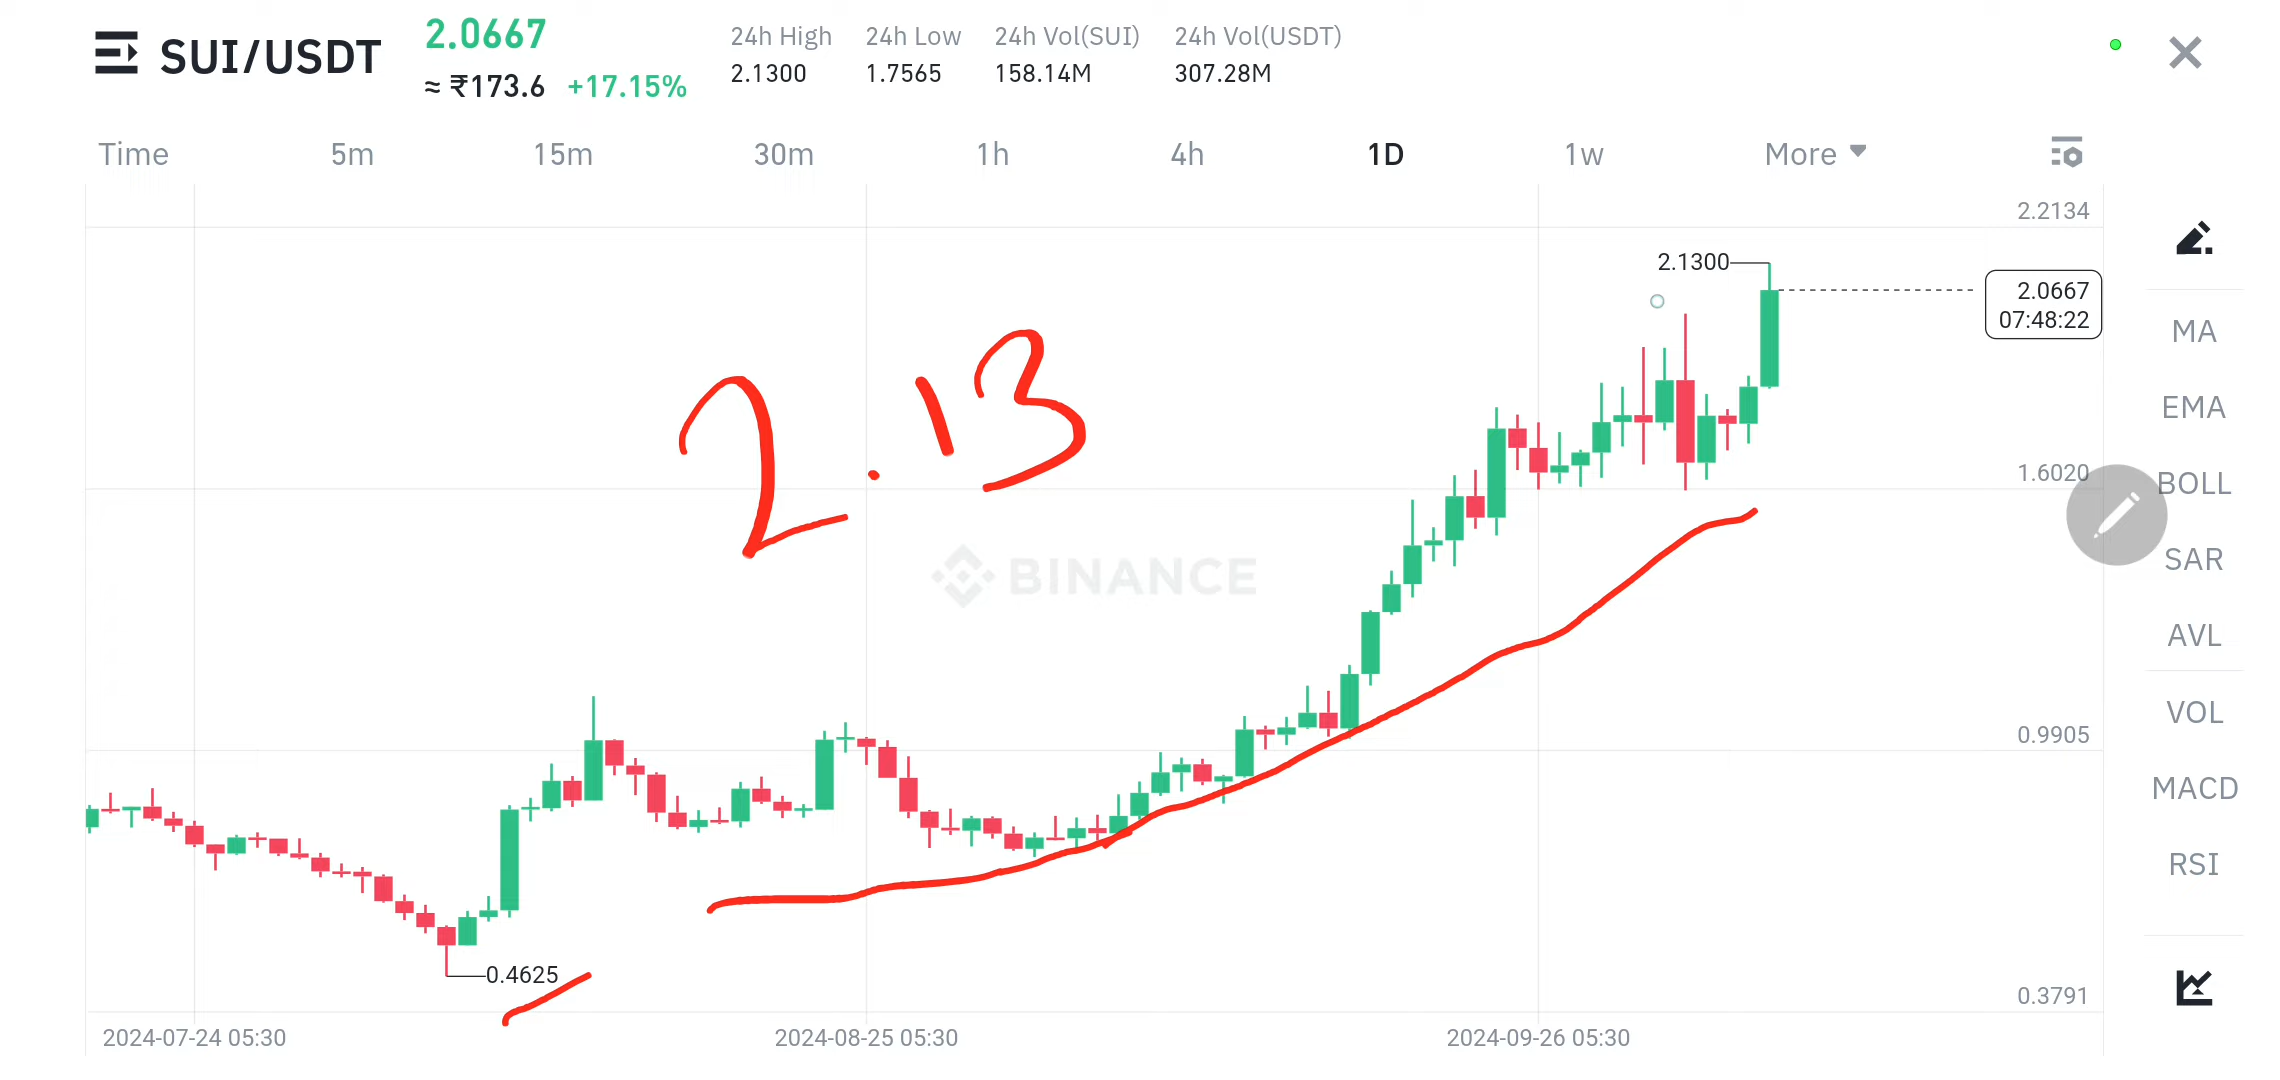 SUI/USDT
2.0667
≈ ₹173.6 +17.15%
24h High 24h Low 24h Vol(SUI) 24h Vol(USDT)
2.1300 1.7565 158.14M 307.28M
Time 5m 15m 30m 1h 4h 1D 1w More
2.2134
2.1300
2.0667
07:48:22
MA
2.13
EMA
1.6020
BOLL
BINANCE
SAR
AVL
VOL
0.9905
MACD
RSI
0.4625
0.3791
2024-07-24 05:30 2024-08-25 05:30 2024-09-26 05:30